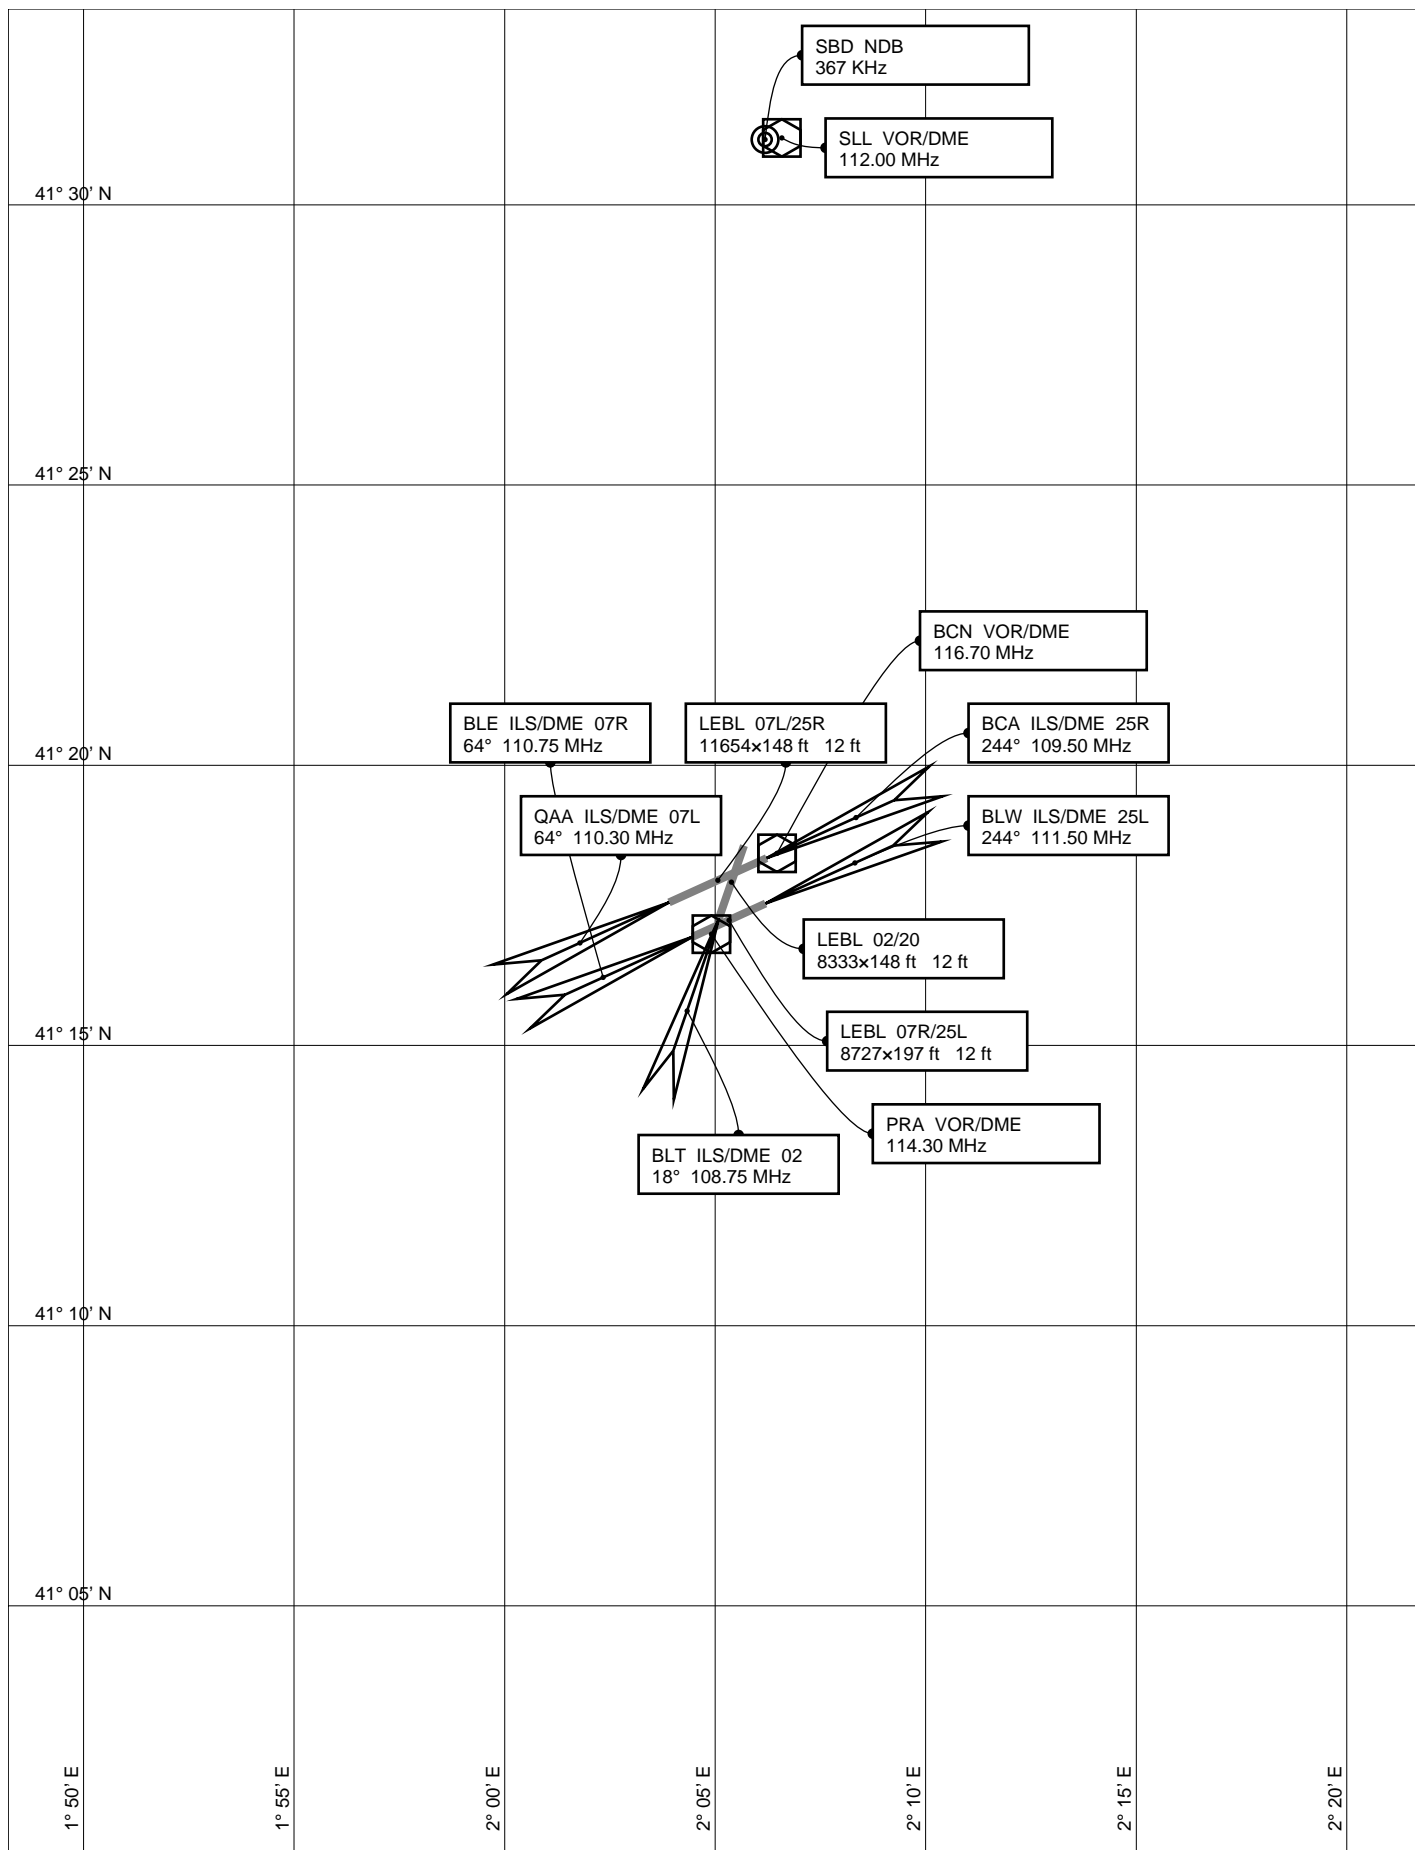 SBD NDB
367 KHz
SLL VOR/DME
112.00 MHz
41° 30' N
41° 25' N
BCN VOR/DME
116.70 MHz
BLE ILS/DME 07R
64° 110.75 MHz
LEBL 07L/25R
11654×148 ft 12 ft
BCA ILS/DME 25R
244° 109.50 MHz
41° 20' N
QAA ILS/DME 07L
64° 110.30 MHz
BLW ILS/DME 25L
244° 111.50 MHz
LEBL 02/20
8333×148 ft 12 ft
LEBL 07R/25L
8727×197 ft 12 ft
41° 15' N
PRA VOR/DME
114.30 MHz
BLT ILS/DME 02
18° 108.75 MHz
41° 10' N
41° 05' N
1° 50' E
1° 55' E
2° 00' E
2° 05' E
2° 10' E
2° 15' E
2° 20' E